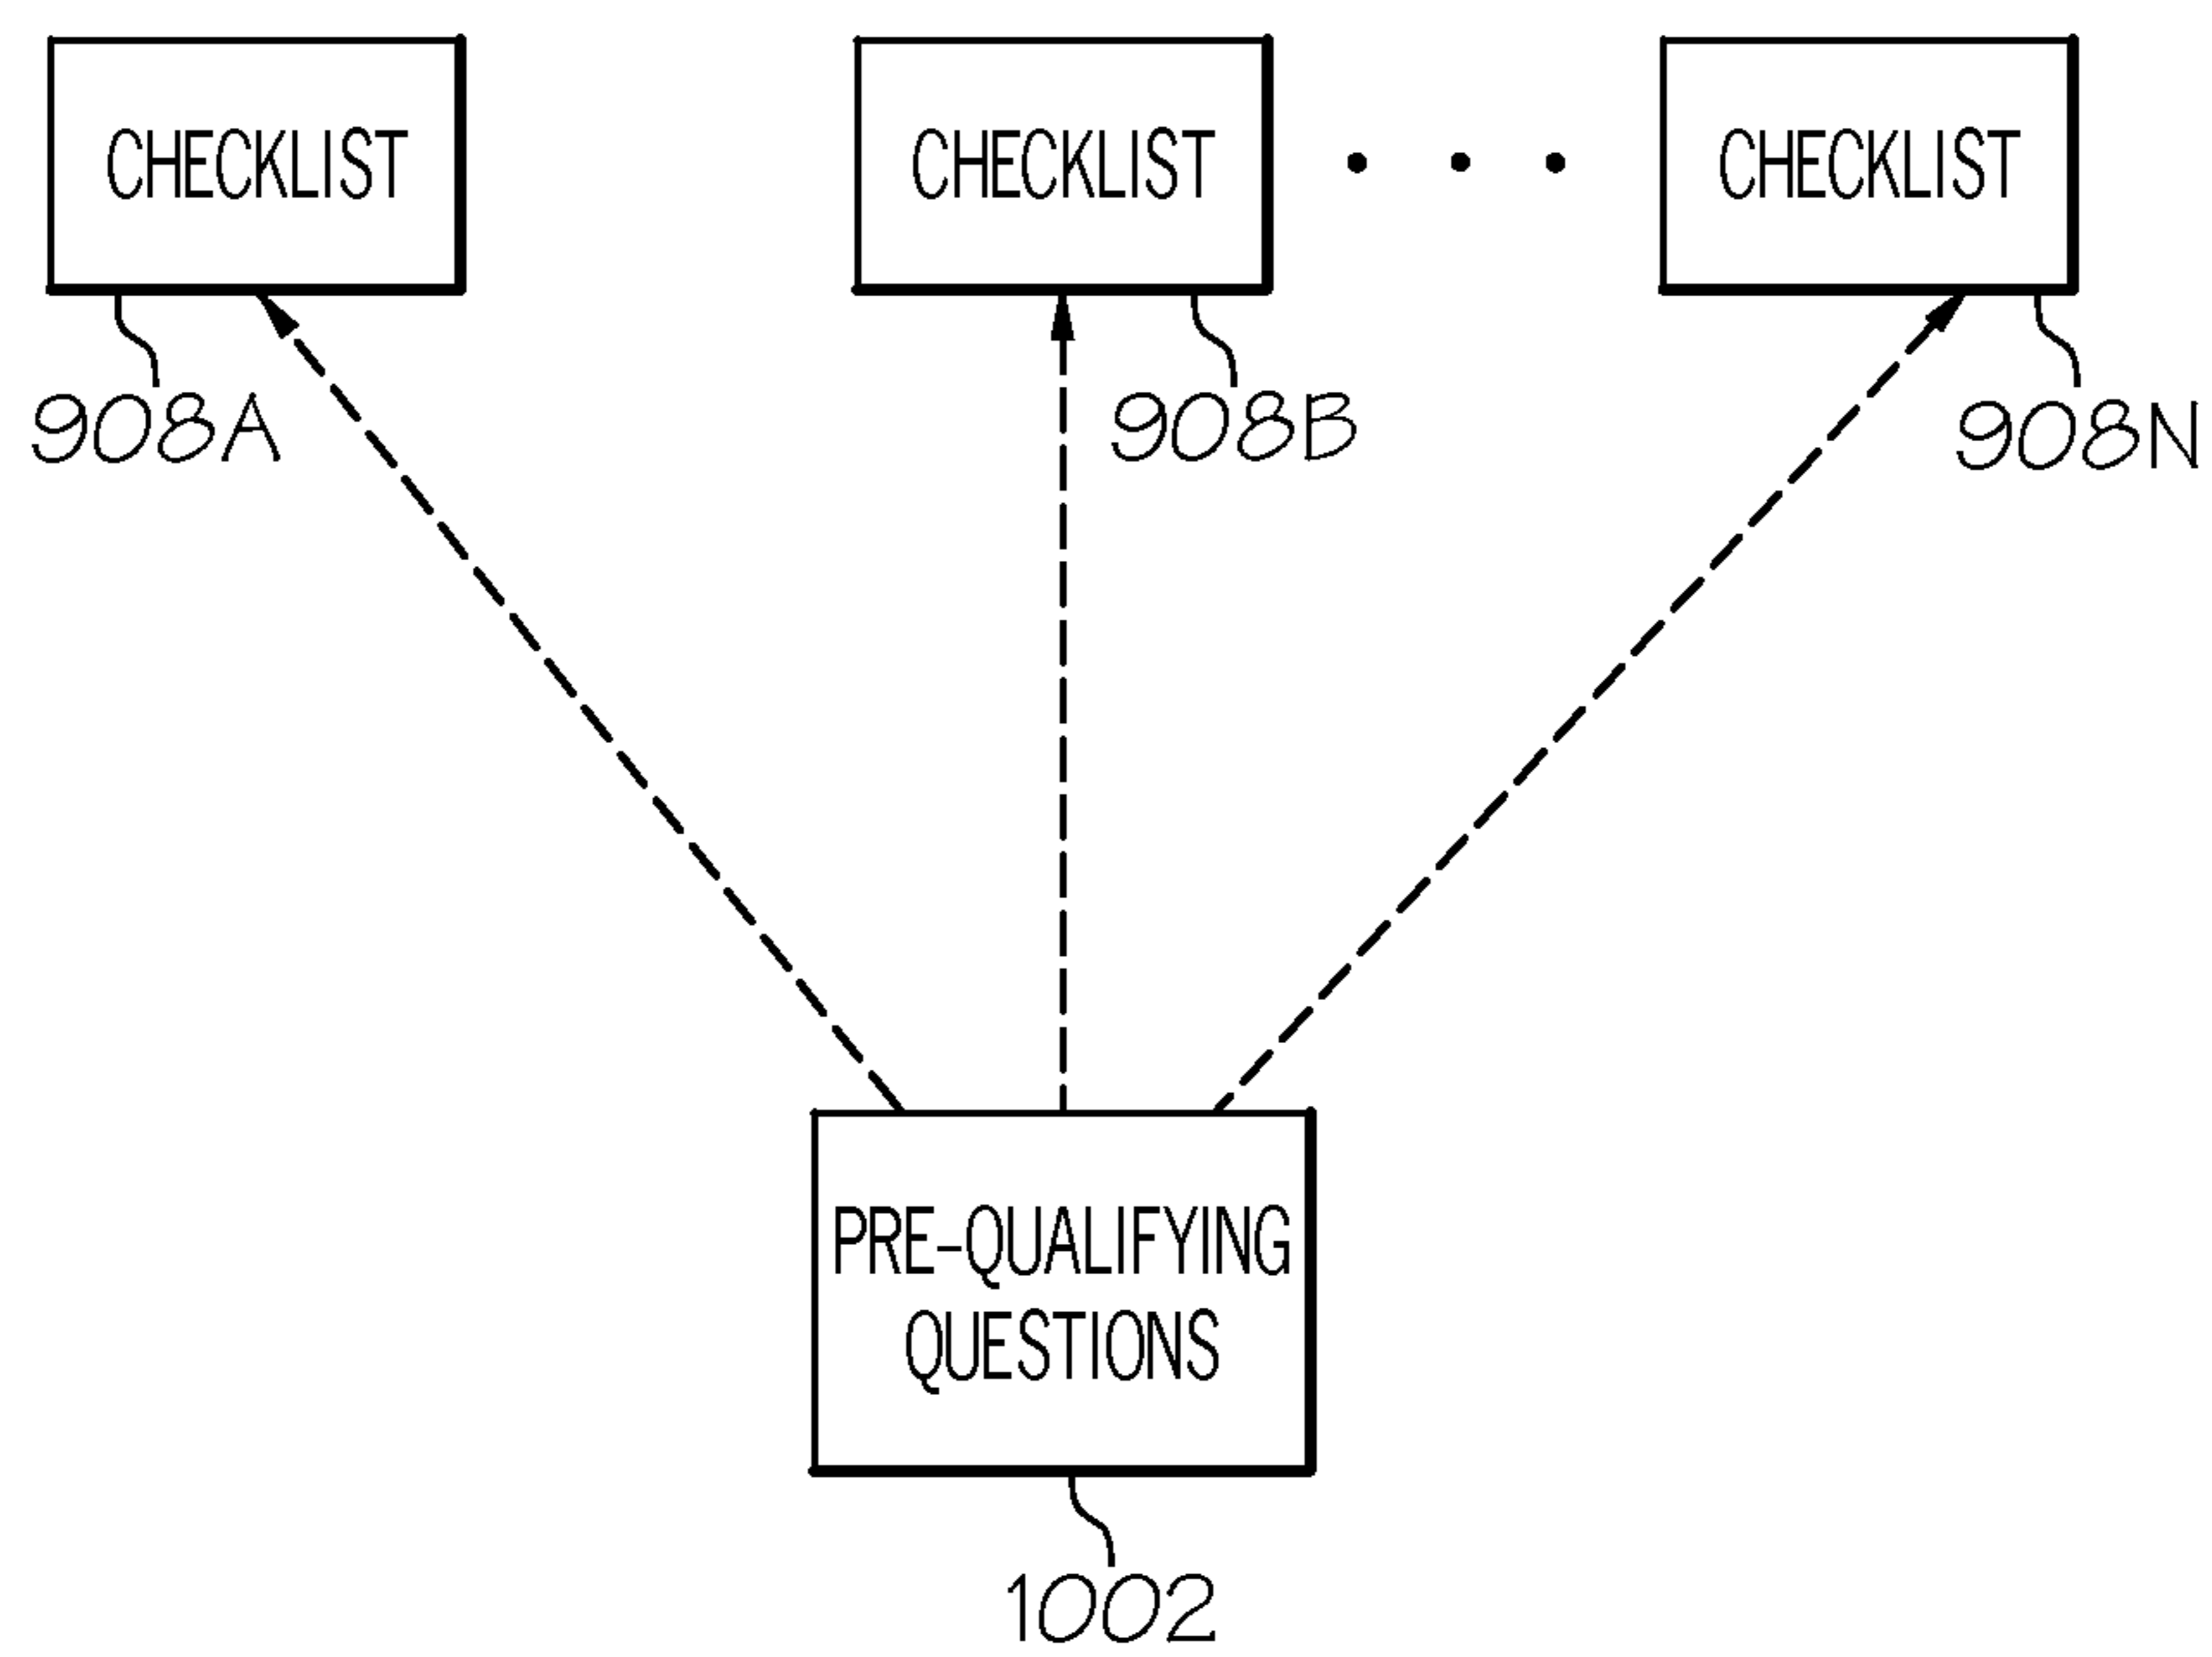 CHECKLIST
CHECKLIST
CHECKLIST
908A
908B
908N
PRE-QUALIFYING
QUESTIONS
1002